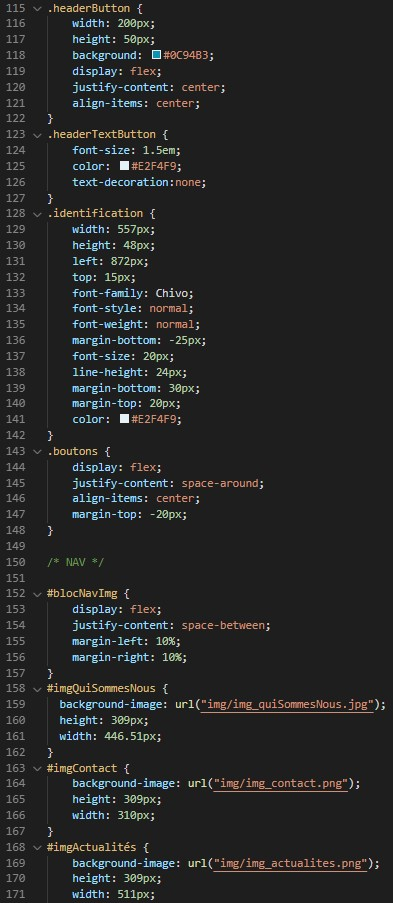 115 .headerButton {
116 width: 200px;
117 height: 50px;
118 background: #0C94B3;
119 display: flex;
120 justify-content: center;
121 align-items: center;
122 }
123 .headerTextButton {
124 font-size: 1.5em;
125 color: #E2F4F9;
126 text-decoration:none;
127 }
128 .identification {
129 width: 557px;
130 height: 48px;
131 left: 872px;
132 top: 15px;
133 font-family: Chivo;
134 font-style: normal;
135 font-weight: normal;
136 margin-bottom: -25px;
137 font-size: 20px;
138 line-height: 24px;
139 margin-bottom: 30px;
140 margin-top: 20px;
141 color: #E2F4F9;
142 }
143 .boutons {
144 display: flex;
145 justify-content: space-around;
146 align-items: center;
147 margin-top: -20px;
148 }
149
150 /* NAV */
151
152 #blocNavImg {
153 display: flex;
154 justify-content: space-between;
155 margin-left: 10%;
156 margin-right: 10%;
157 }
158 #imgQuiSommesNous {
159 background-image: url("img/img_quiSommesNous.jpg");
160 height: 309px;
161 width: 446.51px;
162 }
163 #imgContact {
164 background-image: url("img/img_contact.png");
165 height: 309px;
166 width: 310px;
167 }
168 #imgActualités {
169 background-image: url("img/img_actualites.png");
170 height: 309px;
171 width: 511px;